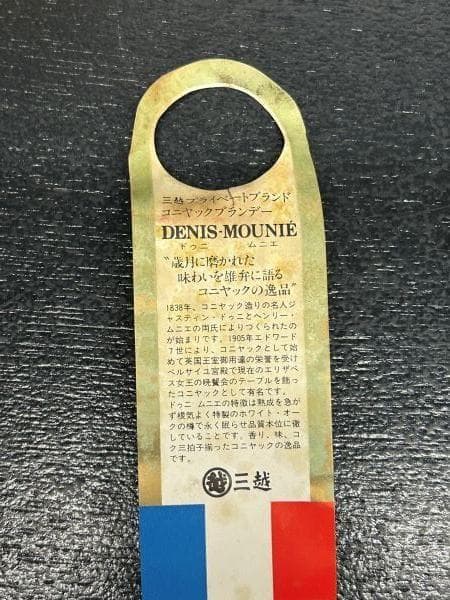 三越プライベートブランド
コニヤックブランデー
DENIS-MOUNIÉ
ドゥニ ムニエ
〝歳月に磨かれた
味わいを雄弁に語る
コニヤックの逸品〟
1838年、コニヤック造りの名人ジ
ャスティン・ドゥニとヘンリー・
ムニエの両氏によりつくられたの
が始まりです。1905年エドワード
7世により、コニヤックとして始
めて英国王室御用達の栄誉を受け
ベルサイユ宮殿で現在のエリザベ
ス女王の晩餐会のテーブルを飾っ
たコニヤックとして有名です。
ドゥニ ムニエの特徴は熟成を急が
ず根気よく特製のホワイト・オー
クの樽で永く眠らせ品質本位に徹
していることです。香り、味、コ
ク三拍子揃ったコニヤックの逸品
です。
越 三越